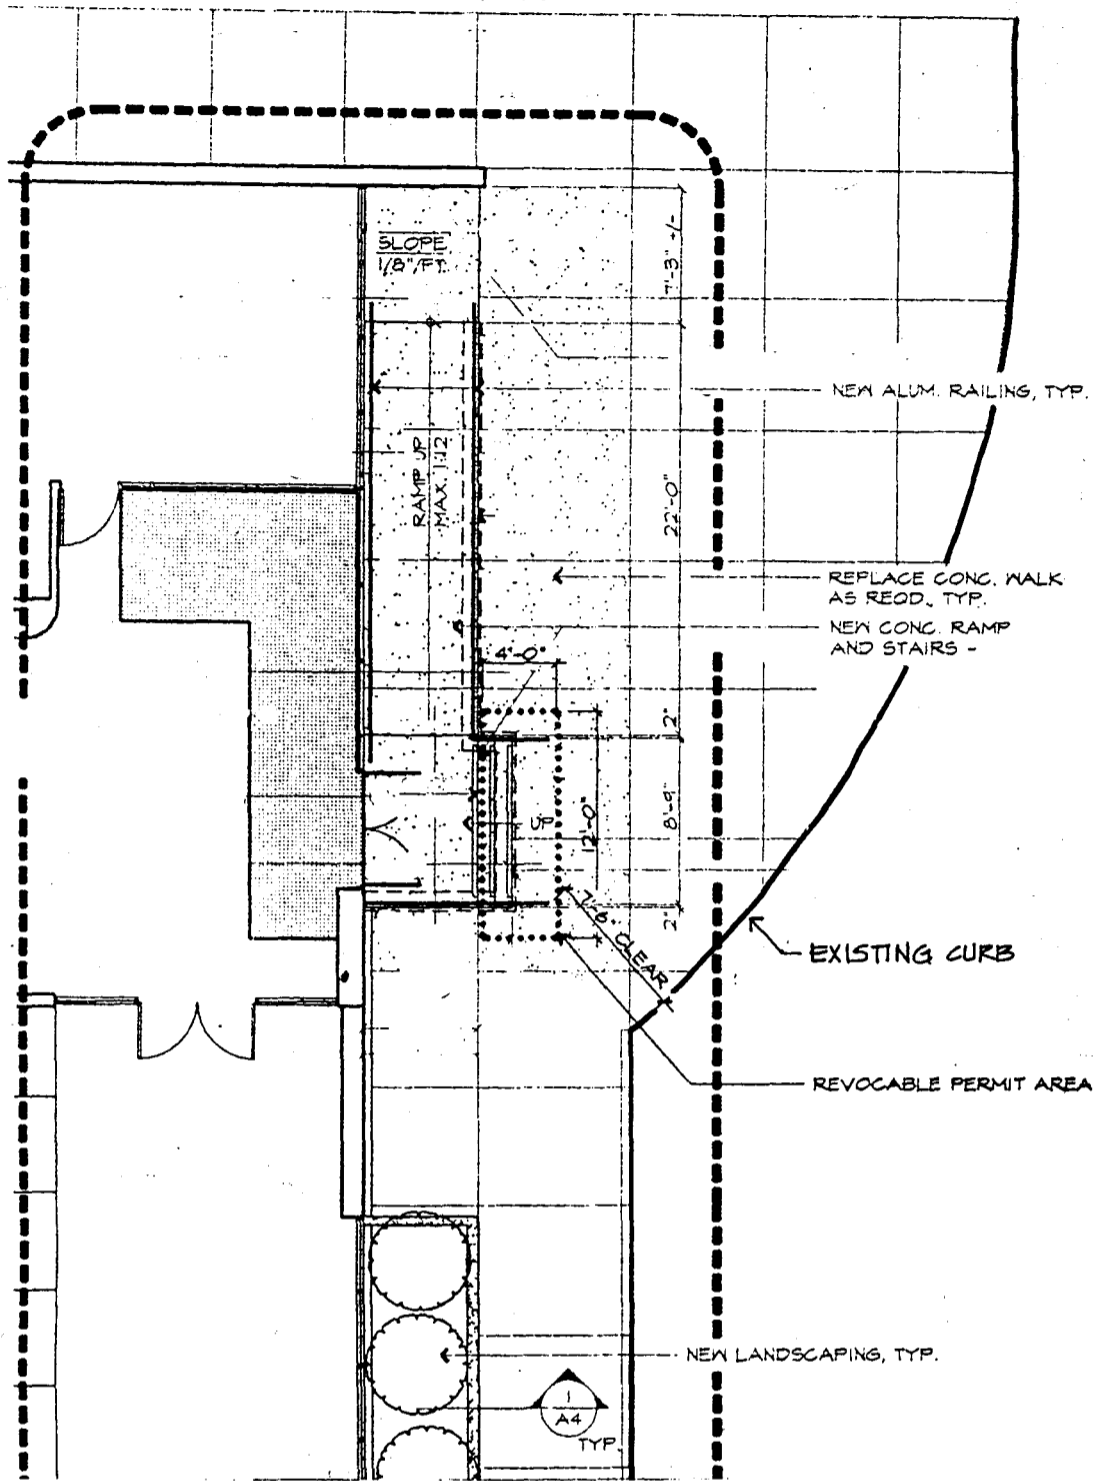 SLOPE
1/8"/FT.
7'-3" +/-
NEW ALUM. RAILING, TYP.
RAMP UP
MAX. 1:12
22'-0"
REPLACE CONC. WALK
AS REQD., TYP.
NEW CONC. RAMP
AND STAIRS -
4'-0"
2"
UP
12'-0"
8'-9"
2"
7'-6" CLEAR
EXISTING CURB
REVOCABLE PERMIT AREA
NEW LANDSCAPING, TYP.
1
A4
TYP.